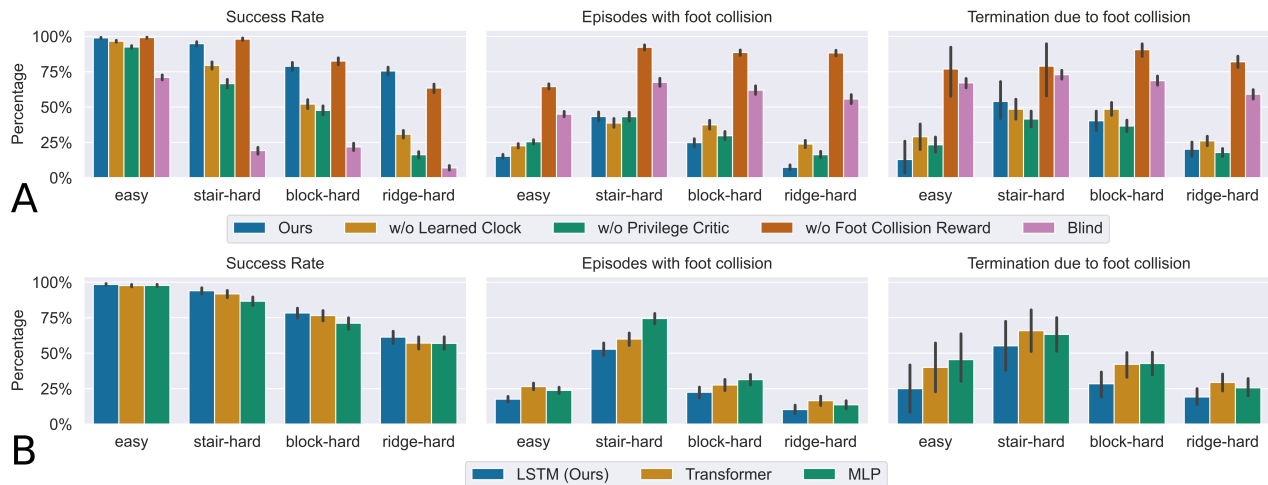 Success Rate
Episodes with foot collision
Termination due to foot collision
Percentage
100%
75%
50%
25%
0%
easy
stair-hard
block-hard
ridge-hard
easy
stair-hard
block-hard
ridge-hard
easy
stair-hard
block-hard
ridge-hard
A
Ours
w/o Learned Clock
w/o Privilege Critic
w/o Foot Collision Reward
Blind
Success Rate
Episodes with foot collision
Termination due to foot collision
Percentage
100%
75%
50%
25%
0%
easy
stair-hard
block-hard
ridge-hard
easy
stair-hard
block-hard
ridge-hard
easy
stair-hard
block-hard
ridge-hard
B
LSTM (Ours)
Transformer
MLP